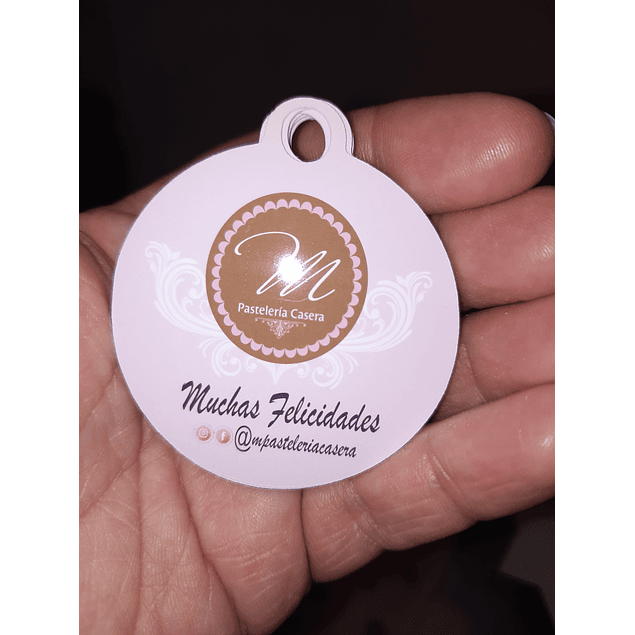 M
Pastelería Casera
Muchas Felicidades
@mpasteleriacasera